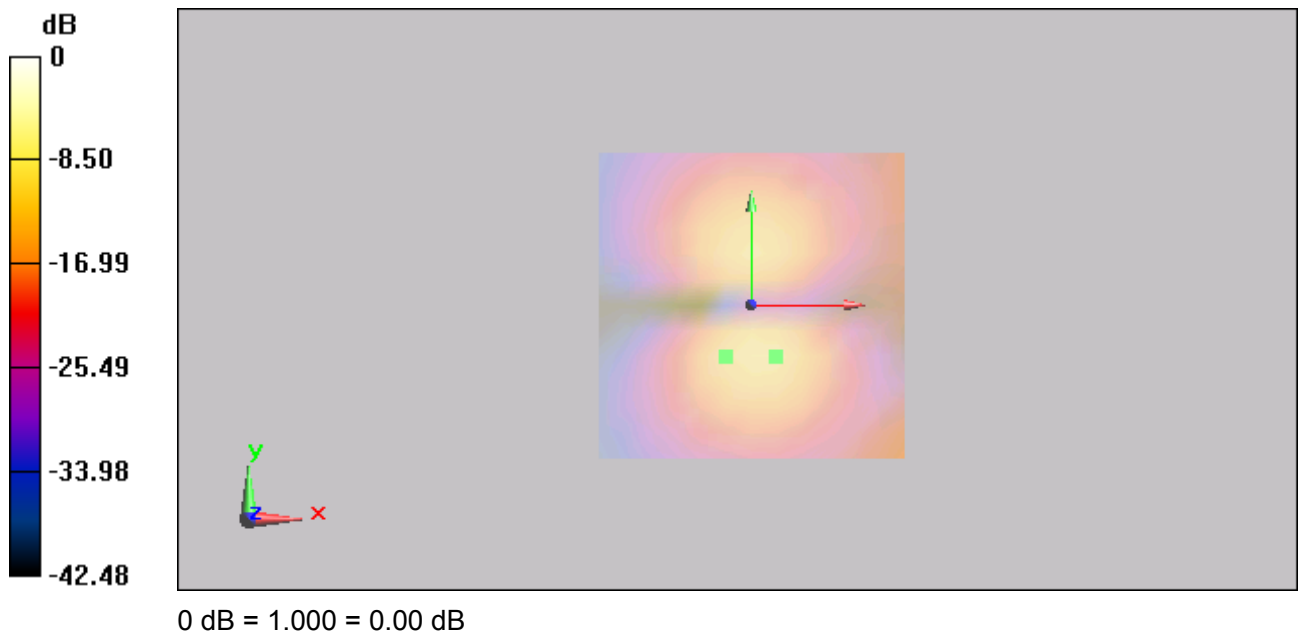 dB
0
-8.50
-16.99
-25.49
-33.98
-42.48
y
z
x
0 dB = 1.000 = 0.00 dB